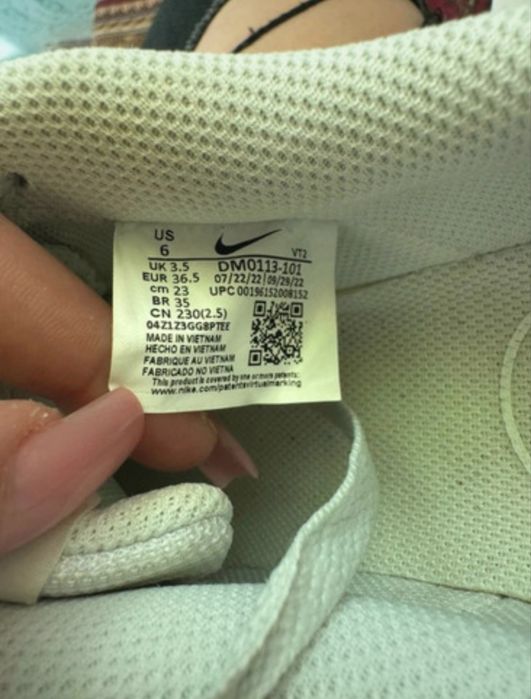 US
6
VT2
UK 3.5 DM0113-101
EUR 36.5 07/22/22 09/29/22
cm 23 UPC 00196152008152
BR 35
CN 230(2.5)
04Z1Z3GG8PTEE
MADE IN VIETNAM
HECHO EN VIETNAM
FABRIQUE AU VIETNAM
FABRICADO NO VIETNA
This product is covered by one or more patents:
www.nike.com/patentsvirtualmarking